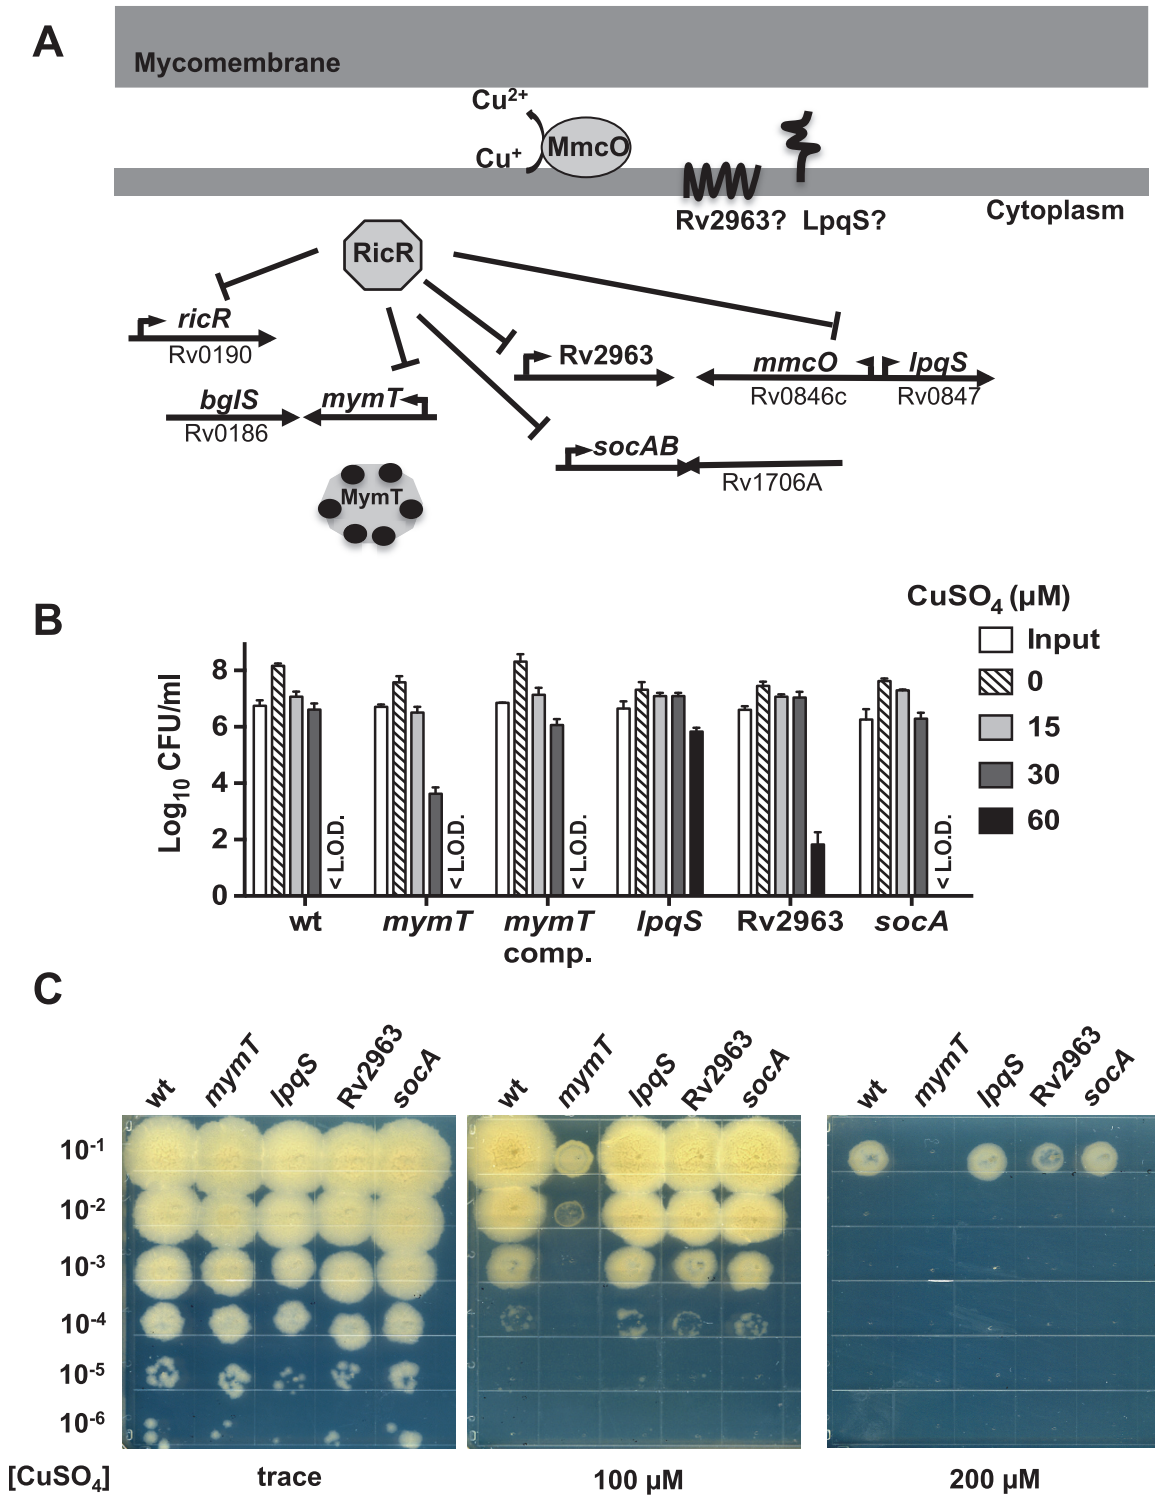 A
Mycomembrane
Cu2+
MmcO
Cu+
Rv2963? LpqS?
Cytoplasm
RicR
ricR
Rv0190
Rv2963
mmcO
lpqS
Rv0846c
Rv0847
bglS
mymT
Rv0186
socAB
Rv1706A
MymT
B
CuSO4 (µM)
Input
0
15
30
60
Log10 CFU/ml
8
6
4
2
0
< L.O.D.
< L.O.D.
< L.O.D.
< L.O.D.
wt
mymT
mymT
comp.
lpqS
Rv2963
socA
C
wt
mymT
lpqS
Rv2963
socA
wt
mymT
lpqS
Rv2963
socA
wt
mymT
lpqS
Rv2963
socA
10-1
10-2
10-3
10-4
10-5
10-6
[CuSO4]
trace
100 µM
200 µM